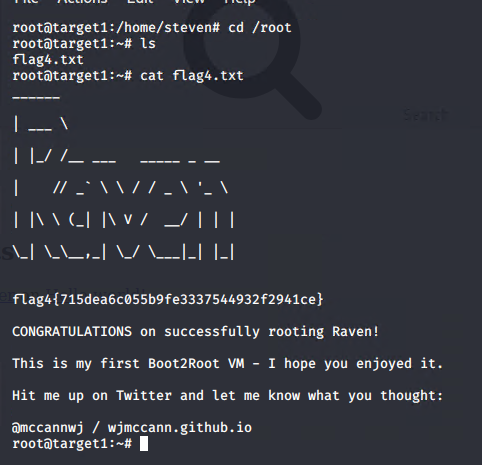 Actions Edit View Help
root@target1:/home/steven# cd /root
root@target1:~# ls
flag4.txt
root@target1:~# cat flag4.txt
______
| ___ \
| |_/ /__ ___   _____ _ __
|    // _` \ \ / / _ \ '_ \
| |\ \ (_| |\ V /  __/ | | |
\_| \_\__,_| \_/ \___|_| |_|
flag4{715dea6c055b9fe3337544932f2941ce}
CONGRATULATIONS on successfully rooting Raven!
This is my first Boot2Root VM - I hope you enjoyed it.
Hit me up on Twitter and let me know what you thought:
@mccannwj / wjmccann.github.io
root@target1:~#